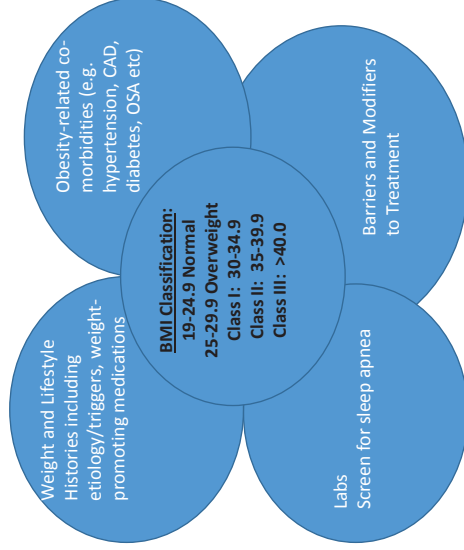 Weight and Lifestyle
Histories including
etiology/triggers, weight-
promoting medications
Obesity-related co-
morbidities (e.g.
hypertension, CAD,
diabetes, OSA etc)
BMI Classification:
19-24.9 Normal
25-29.9 Overweight
Class I: 30-34.9
Class II: 35-39.9
Class III: >40.0
Labs
Screen for sleep apnea
Barriers and Modifiers
to Treatment